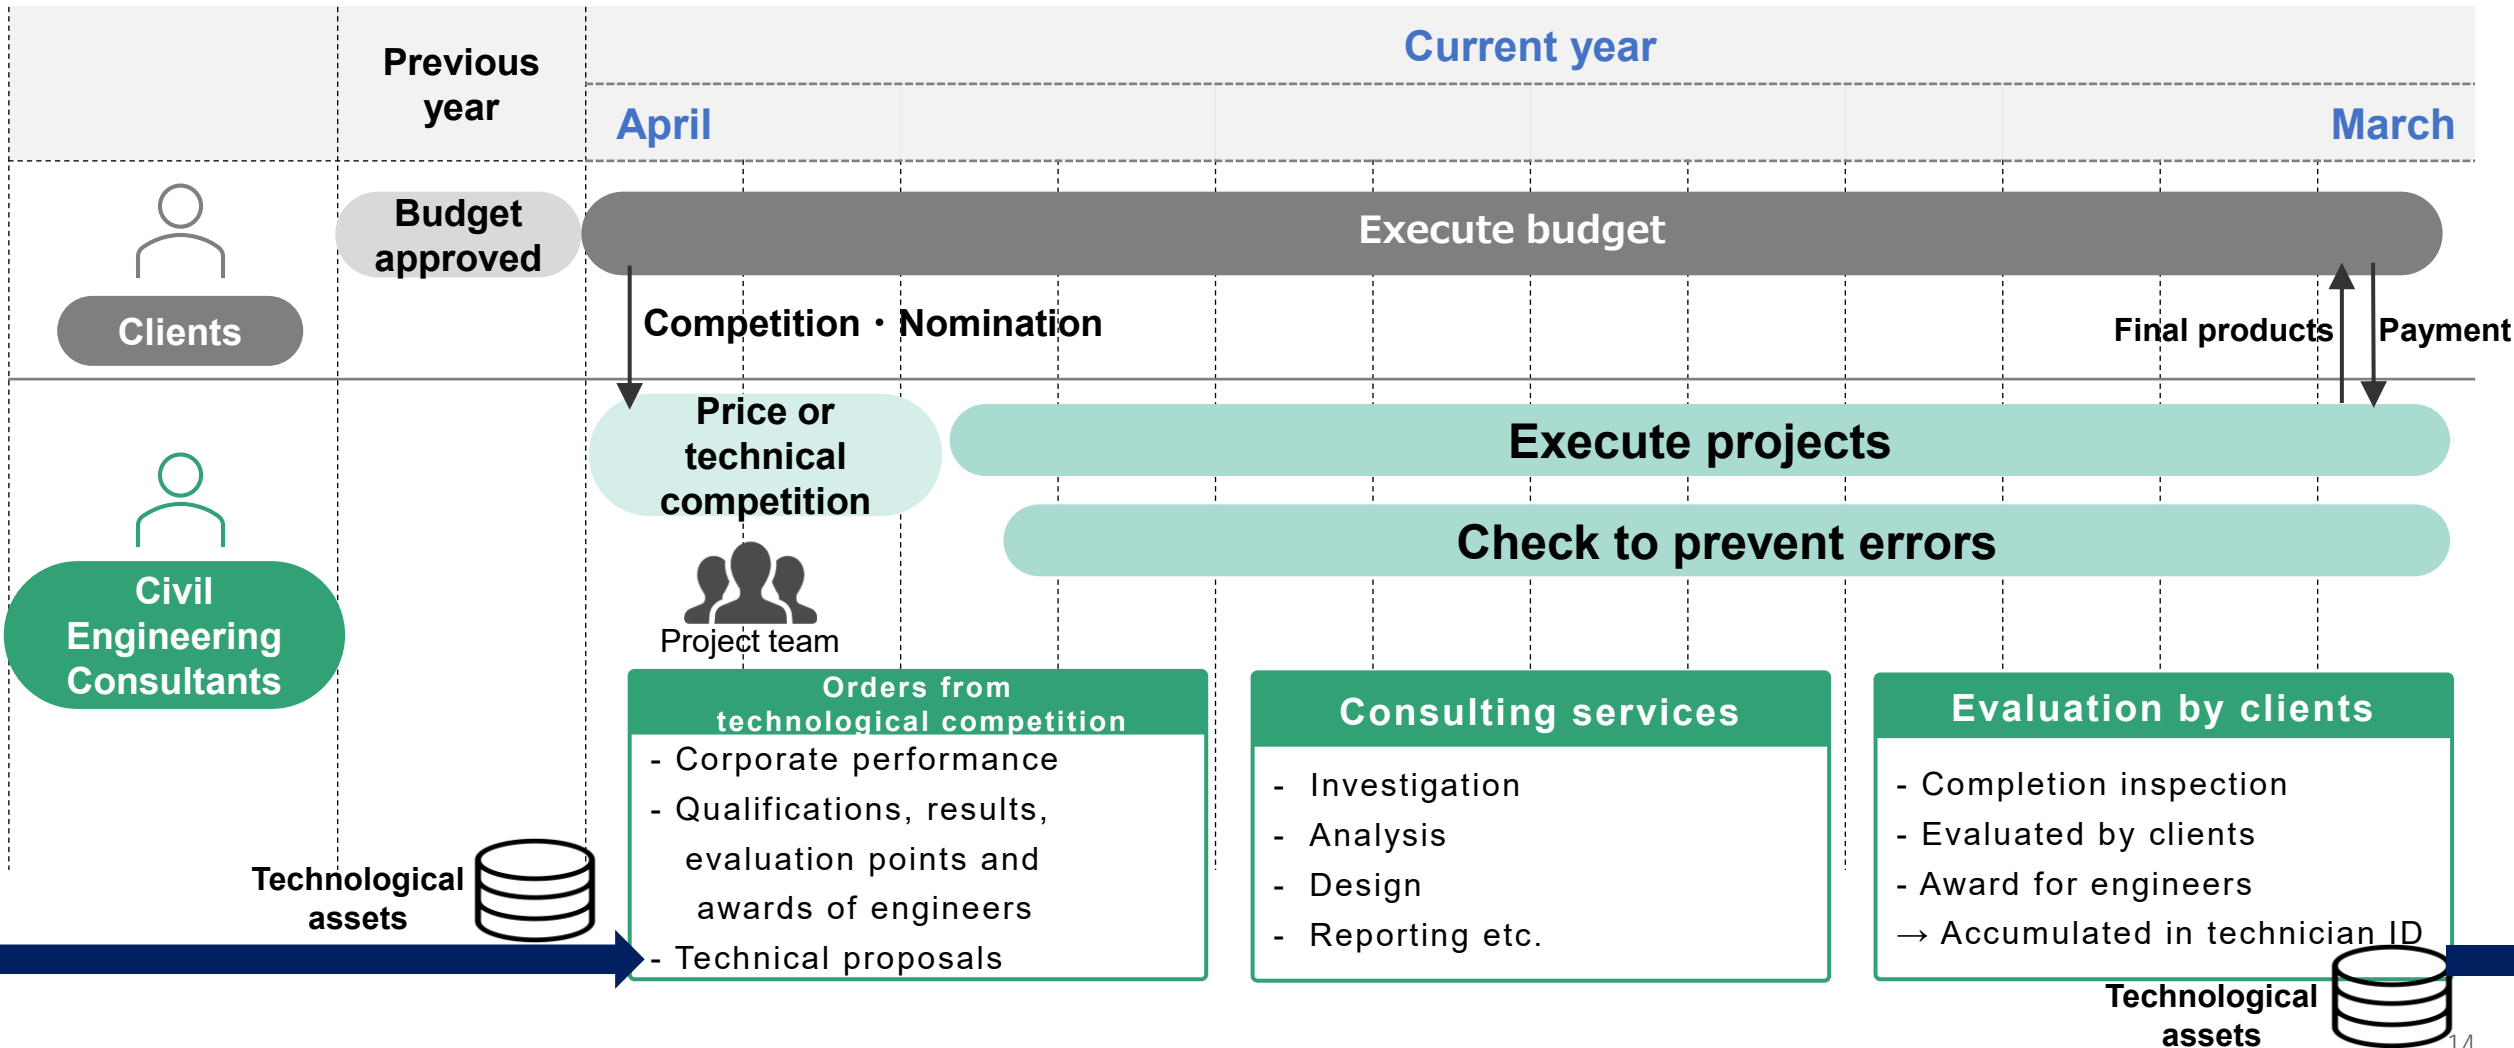 Previous
year
Current year
April
March
Budget
approved
Execute budget
Clients
Competition・Nomination
Final products
Payment
Price or
technical
competition
Execute projects
Check to prevent errors
Civil
Engineering
Consultants
Project team
Orders from
technological competition
- Corporate performance
- Qualifications, results,
evaluation points and
awards of engineers
- Technical proposals
Consulting services
- Investigation
- Analysis
- Design
- Reporting etc.
Evaluation by clients
- Completion inspection
- Evaluated by clients
- Award for engineers
→ Accumulated in technician ID
Technological
assets
Technological
assets
14